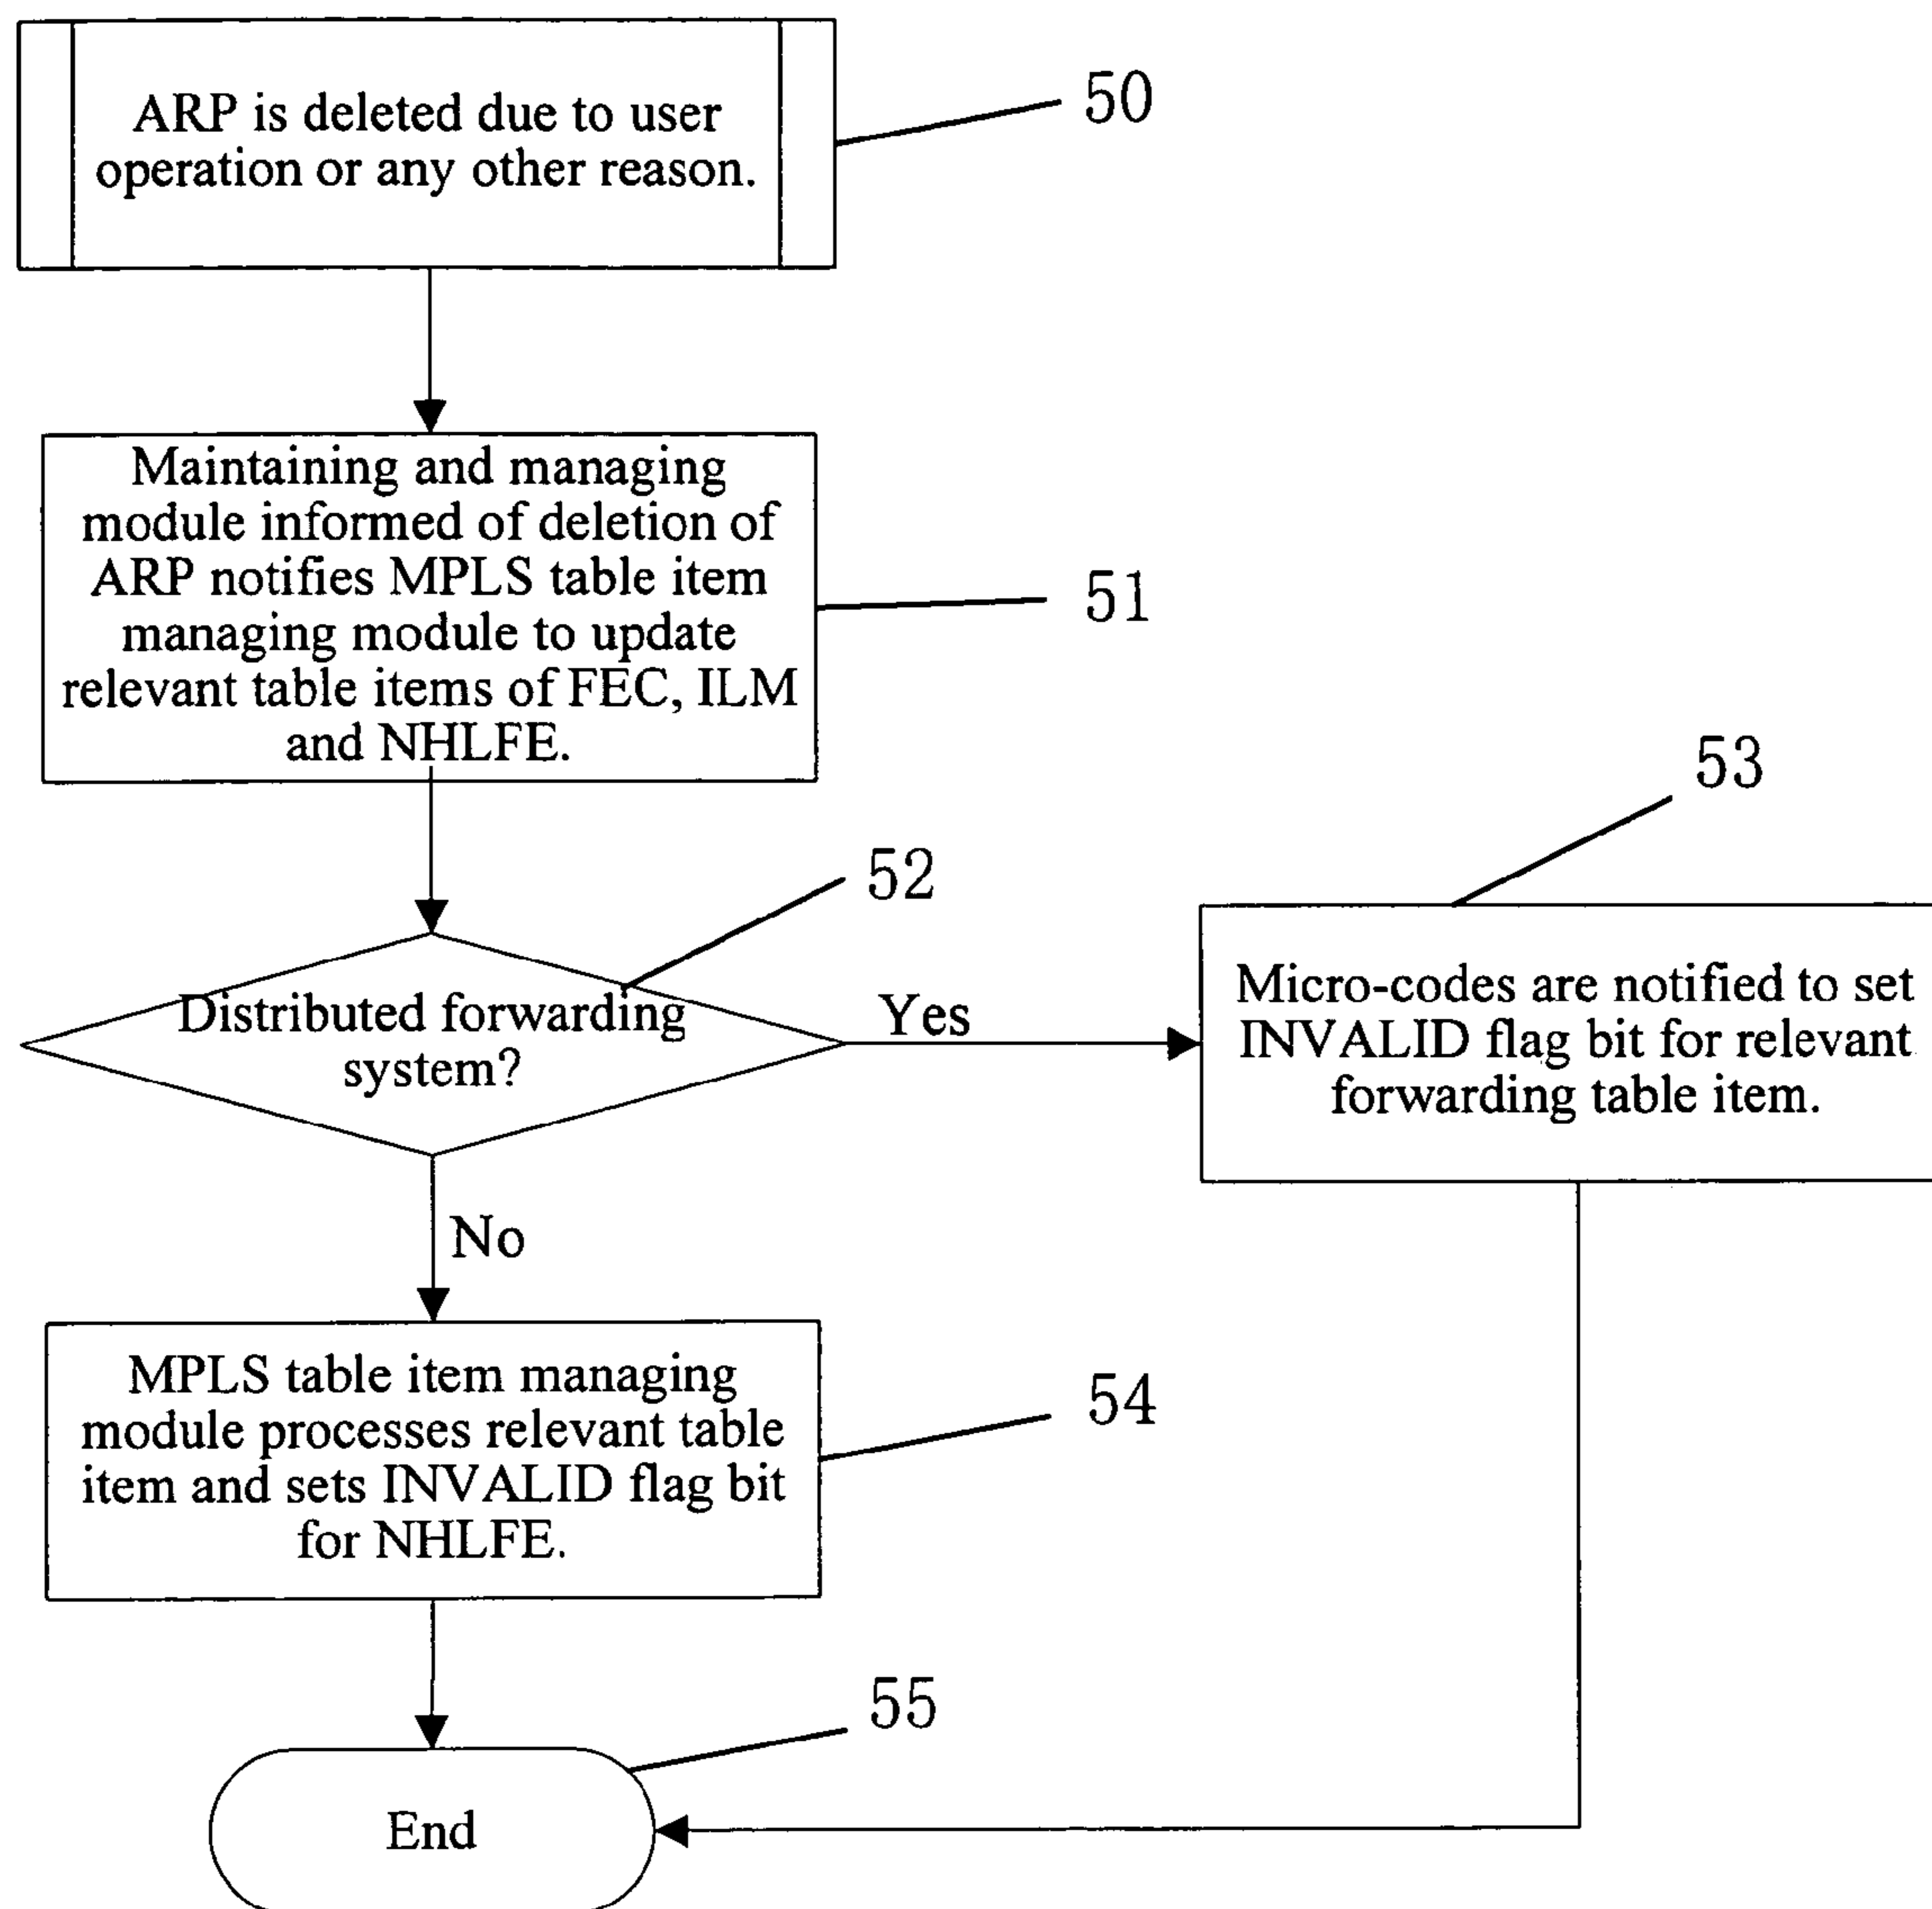 ARP is deleted due to user
operation or any other reason.
50
Maintaining and managing
module informed of deletion of
ARP notifies MPLS table item
managing module to update
relevant table items of FEC, ILM
and NHLFE.
51
52
Distributed forwarding
system?
Yes
53
Micro-codes are notified to set
INVALID flag bit for relevant
forwarding table item.
No
MPLS table item managing
module processes relevant table
item and sets INVALID flag bit
for NHLFE.
54
55
End